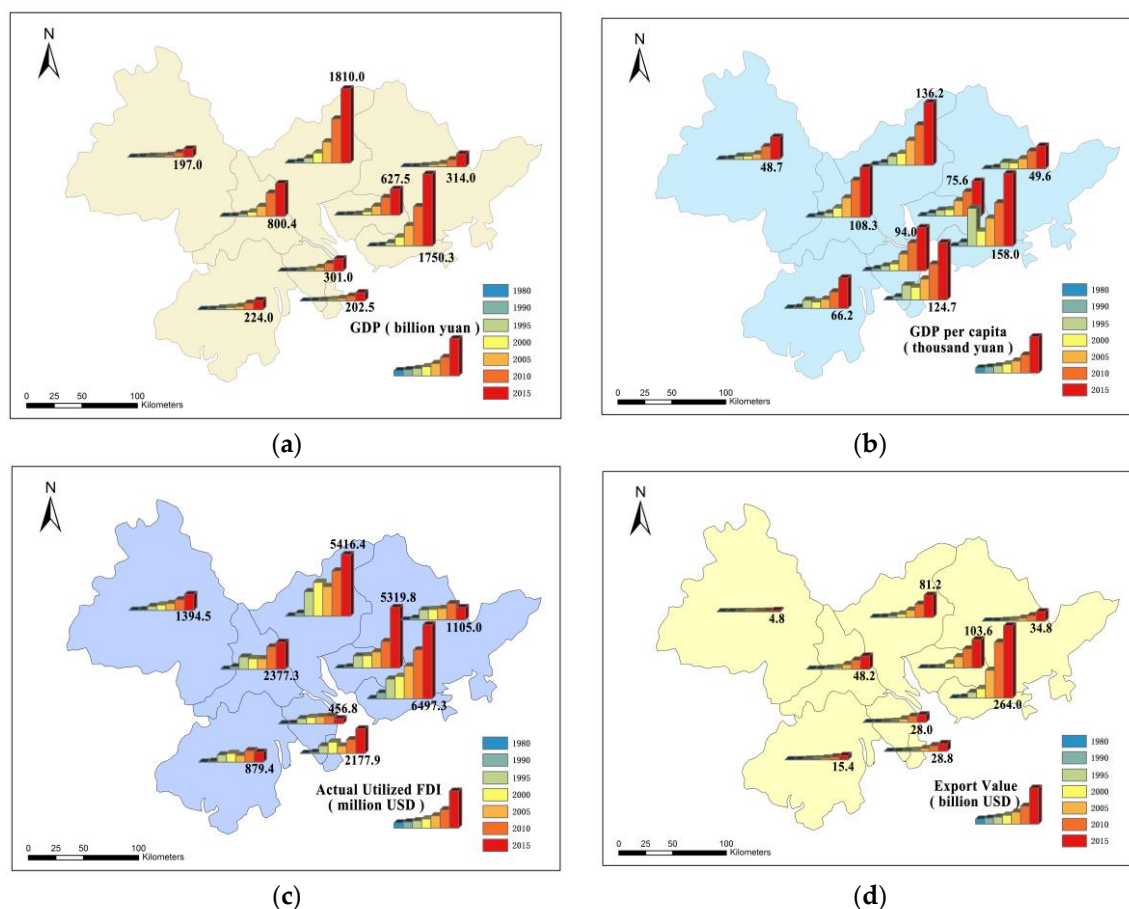 N
1810.0
197.0
314.0
627.5
800.4
1750.3
301.0
202.5
224.0
GDP ( billion yuan )
1980
1990
1995
2000
2005
2010
2015
0 25 50 100
Kilometers
(a)
N
136.2
48.7
49.6
75.6
108.3
94.0
158.0
124.7
66.2
GDP per capita
( thousand yuan )
1980
1990
1995
2000
2005
2010
2015
0 25 50 100
Kilometers
(b)
N
5416.4
1394.5
5319.8
1105.0
2377.3
6497.3
456.8
2177.9
879.4
Actual Utilized FDI
( million USD )
1980
1990
1995
2000
2005
2010
2015
0 25 50 100
Kilometers
(c)
N
81.2
4.8
34.8
103.6
48.2
264.0
28.0
28.8
15.4
Export Value
( billion USD )
1980
1990
1995
2000
2005
2010
2015
0 25 50 100
Kilometers
(d)